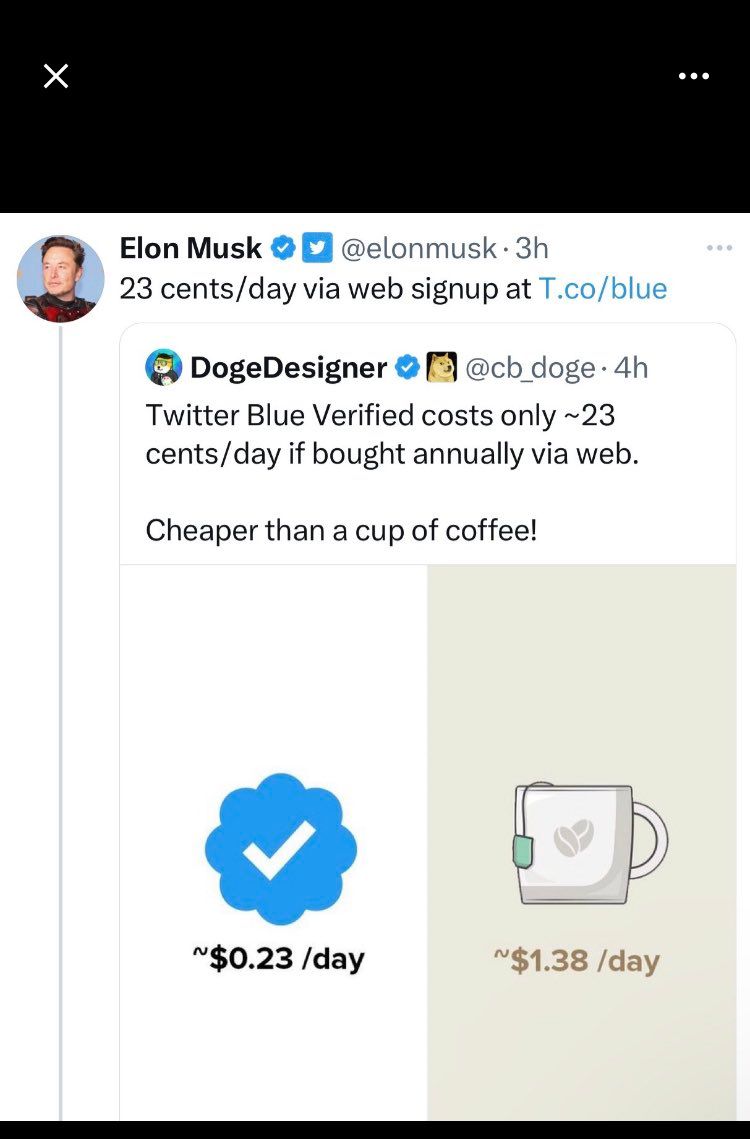 Elon Musk @elonmusk · 3h
23 cents/day via web signup at T.co/blue
DogeDesigner @cb_doge · 4h
Twitter Blue Verified costs only ~23
cents/day if bought annually via web.
Cheaper than a cup of coffee!
~$0.23 /day
~$1.38 /day